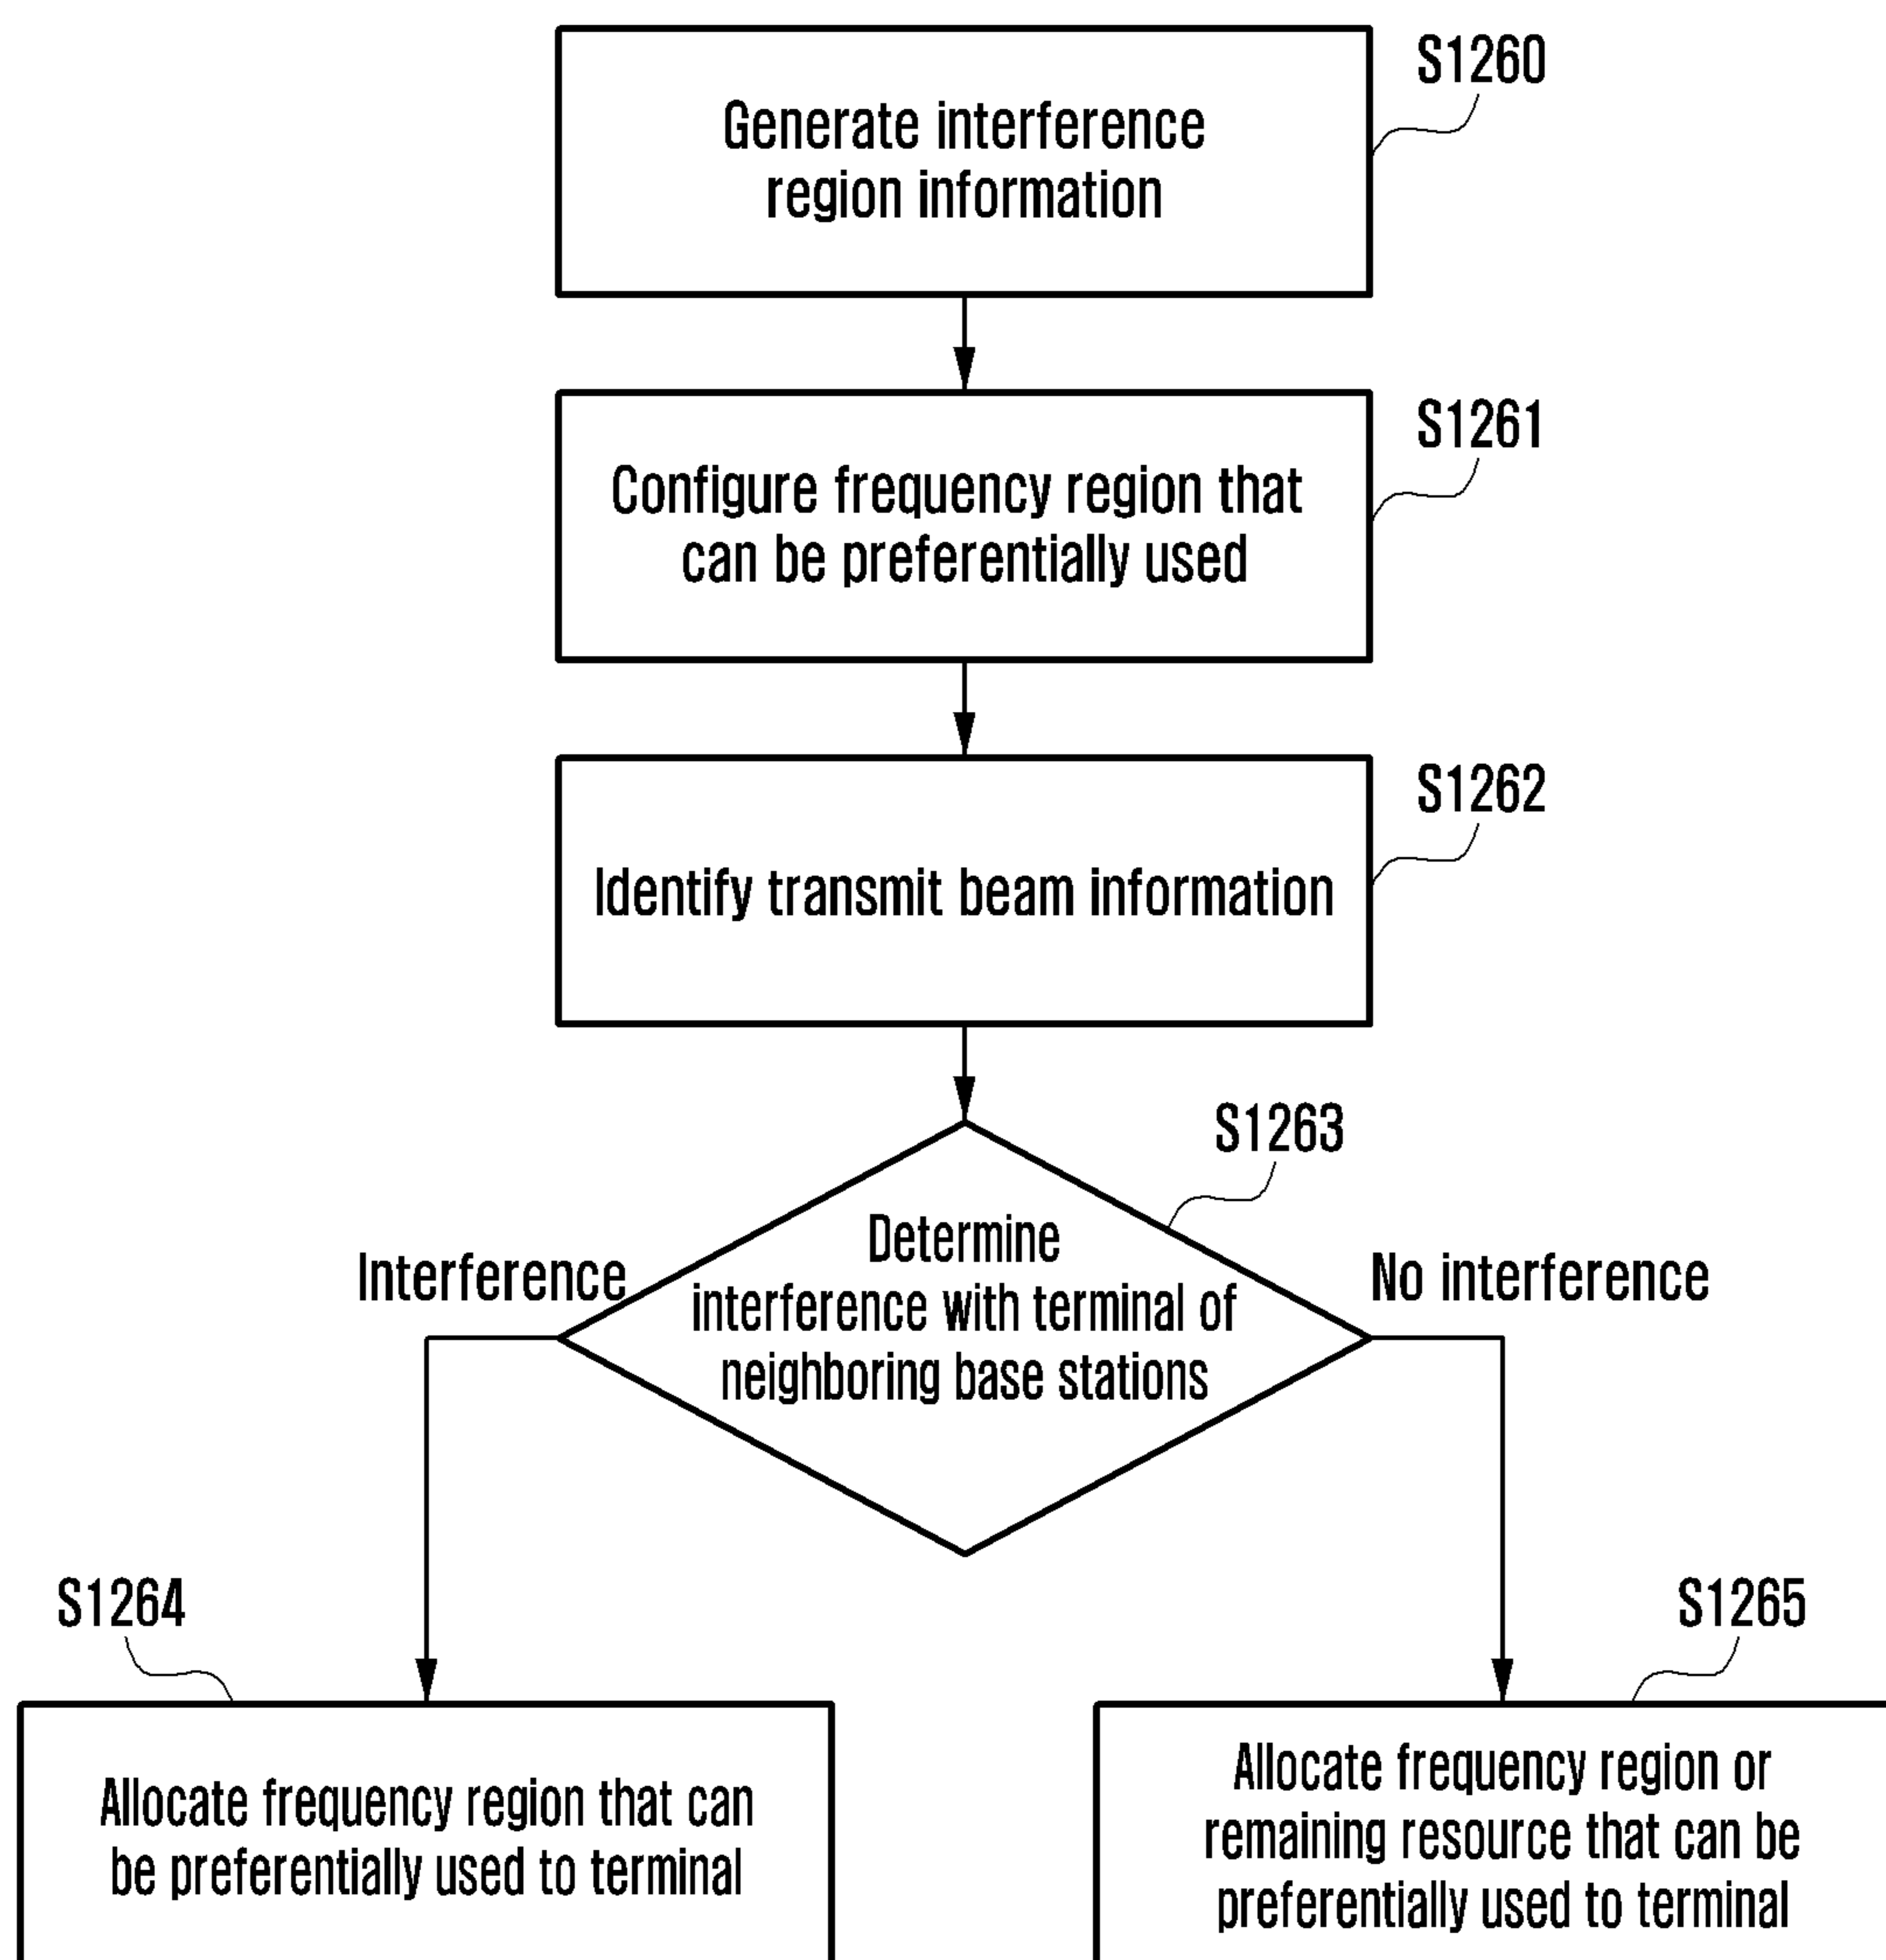 S1260
Generate interference
region information
S1261
Configure frequency region that
can be preferentially used
S1262
Identify transmit beam information
S1263
Determine
interference with terminal of
neighboring base stations
Interference
No interference
S1264
Allocate frequency region that can
be preferentially used to terminal
S1265
Allocate frequency region or
remaining resource that can be
preferentially used to terminal